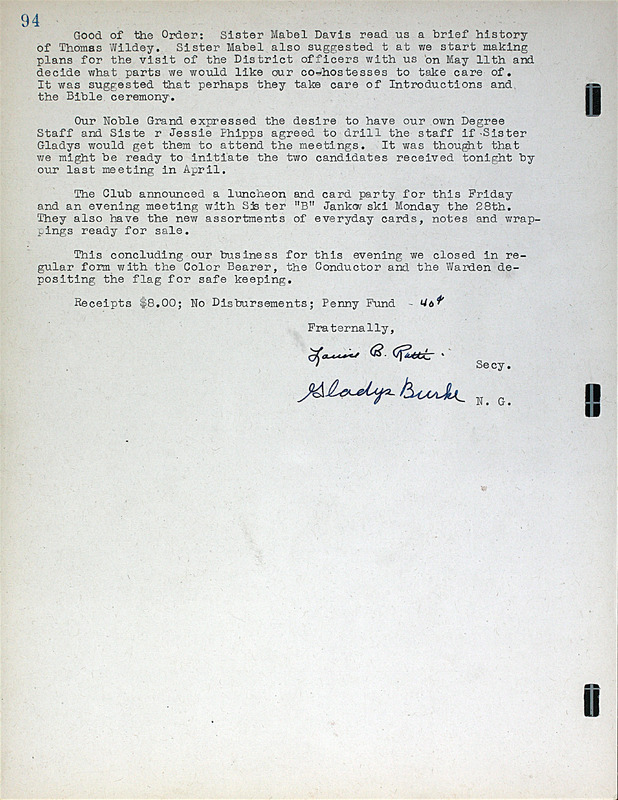 94
Good of the Order: Sister Mabel Davis read us a brief history
of Thomas Wildey. Sister Mabel also suggested t at we start making
plans for the visit of the District officers with us on May 11th and
decide what parts we would like our co-hostesses to take care of.
It was suggested that perhaps they take care of Introductions and
the Bible ceremony.
Our Noble Grand expressed the desire to have our own Degree
Staff and Siste r Jessie Phipps agreed to drill the staff if Sister
Gladys would get them to attend the meetings. It was thought that
we might be ready to initiate the two candidates received tonight by
our last meeting in April.
The Club announced a luncheon and card party for this Friday
and an evening meeting with Sis ter "B" Jankow ski Monday the 28th.
They also have the new assortments of everyday cards, notes and wrap-
pings ready for sale.
This concluding our business for this evening we closed in re-
gular form with the Color Bearer, the Conductor and the Warden de-
positing the flag for safe keeping.
Receipts $8.00; No Disbursements; Penny Fund - 40¢
Fraternally,
B.
Secy.
Gladys Burke N. G.